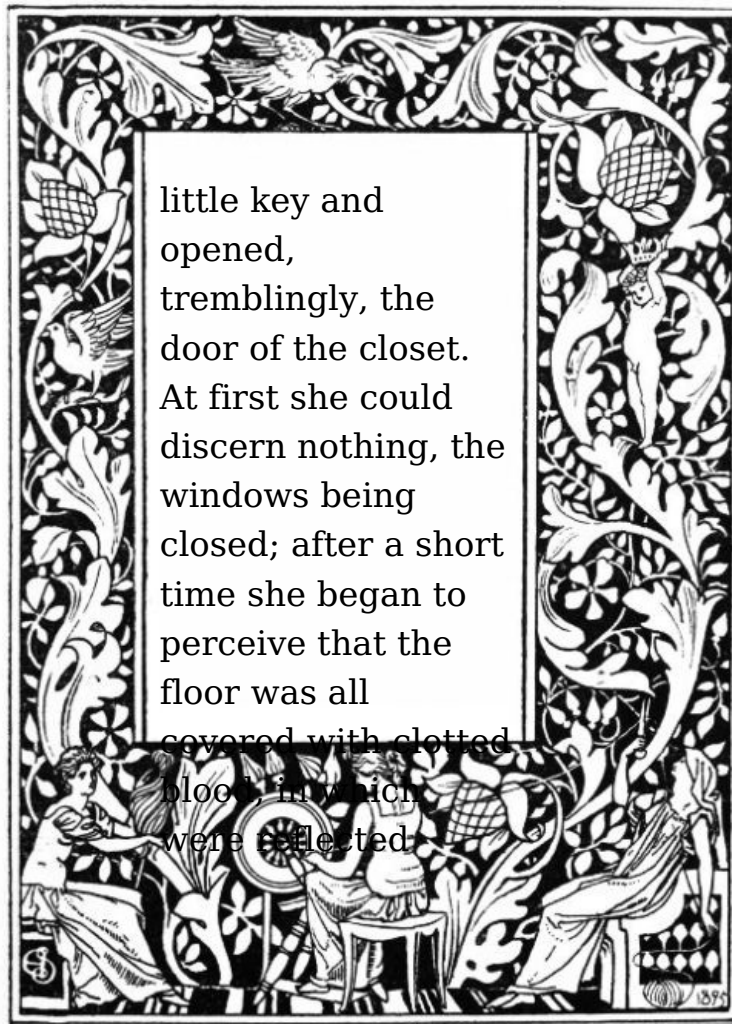 little key and
opened,
tremblingly, the
door of the closet.
At first she could
discern nothing, the
windows being
closed; after a short
time she began to
perceive that the
floor was all
covered with clotted
blood, in which
were reflected
1895